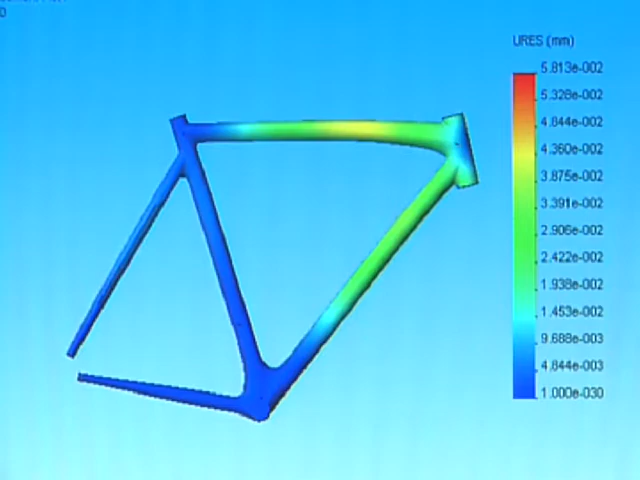 URES (mm)
5.813e-002
5.328e-002
4.844e-002
4.360e-002
3.875e-002
3.391e-002
2.906e-002
2.422e-002
1.938e-002
1.453e-002
9.688e-003
4.844e-003
1.000e-030